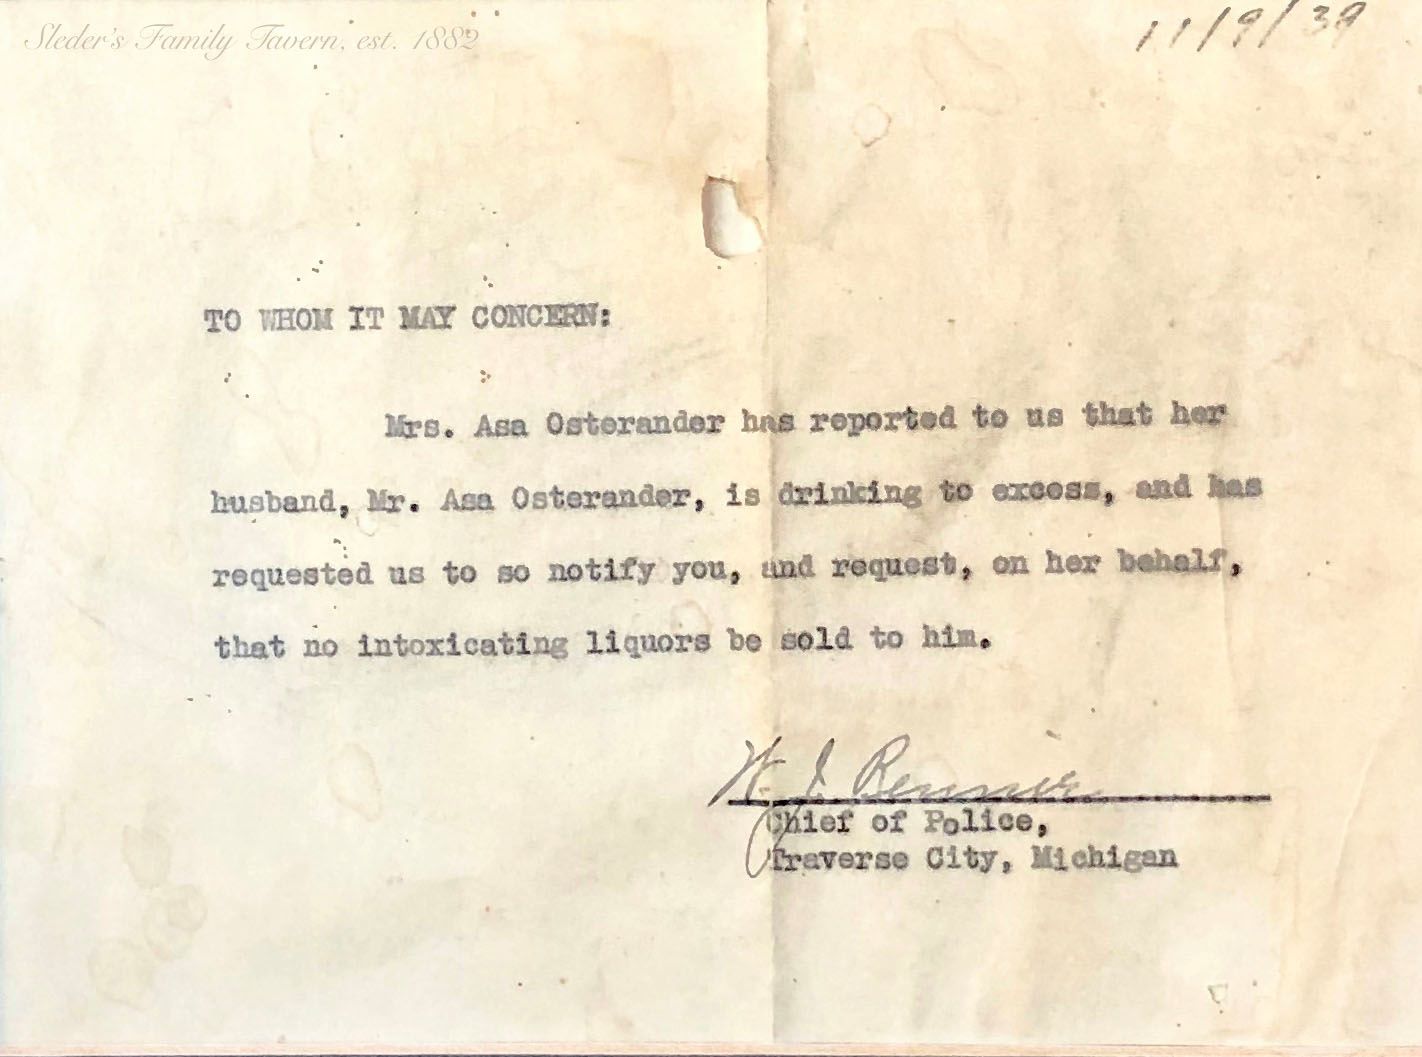 Sleder's Family Tavern, est. 1882
11/9/39
TO WHOM IT MAY CONCERN:
Mrs. Asa Osterander has reported to us that her
husband, Mr. Asa Osterander, is drinking to excess, and has
requested us to so notify you, and request, on her behalf,
that no intoxicating liquors be sold to him.
W J Renner
Chief of Police,
Traverse City, Michigan